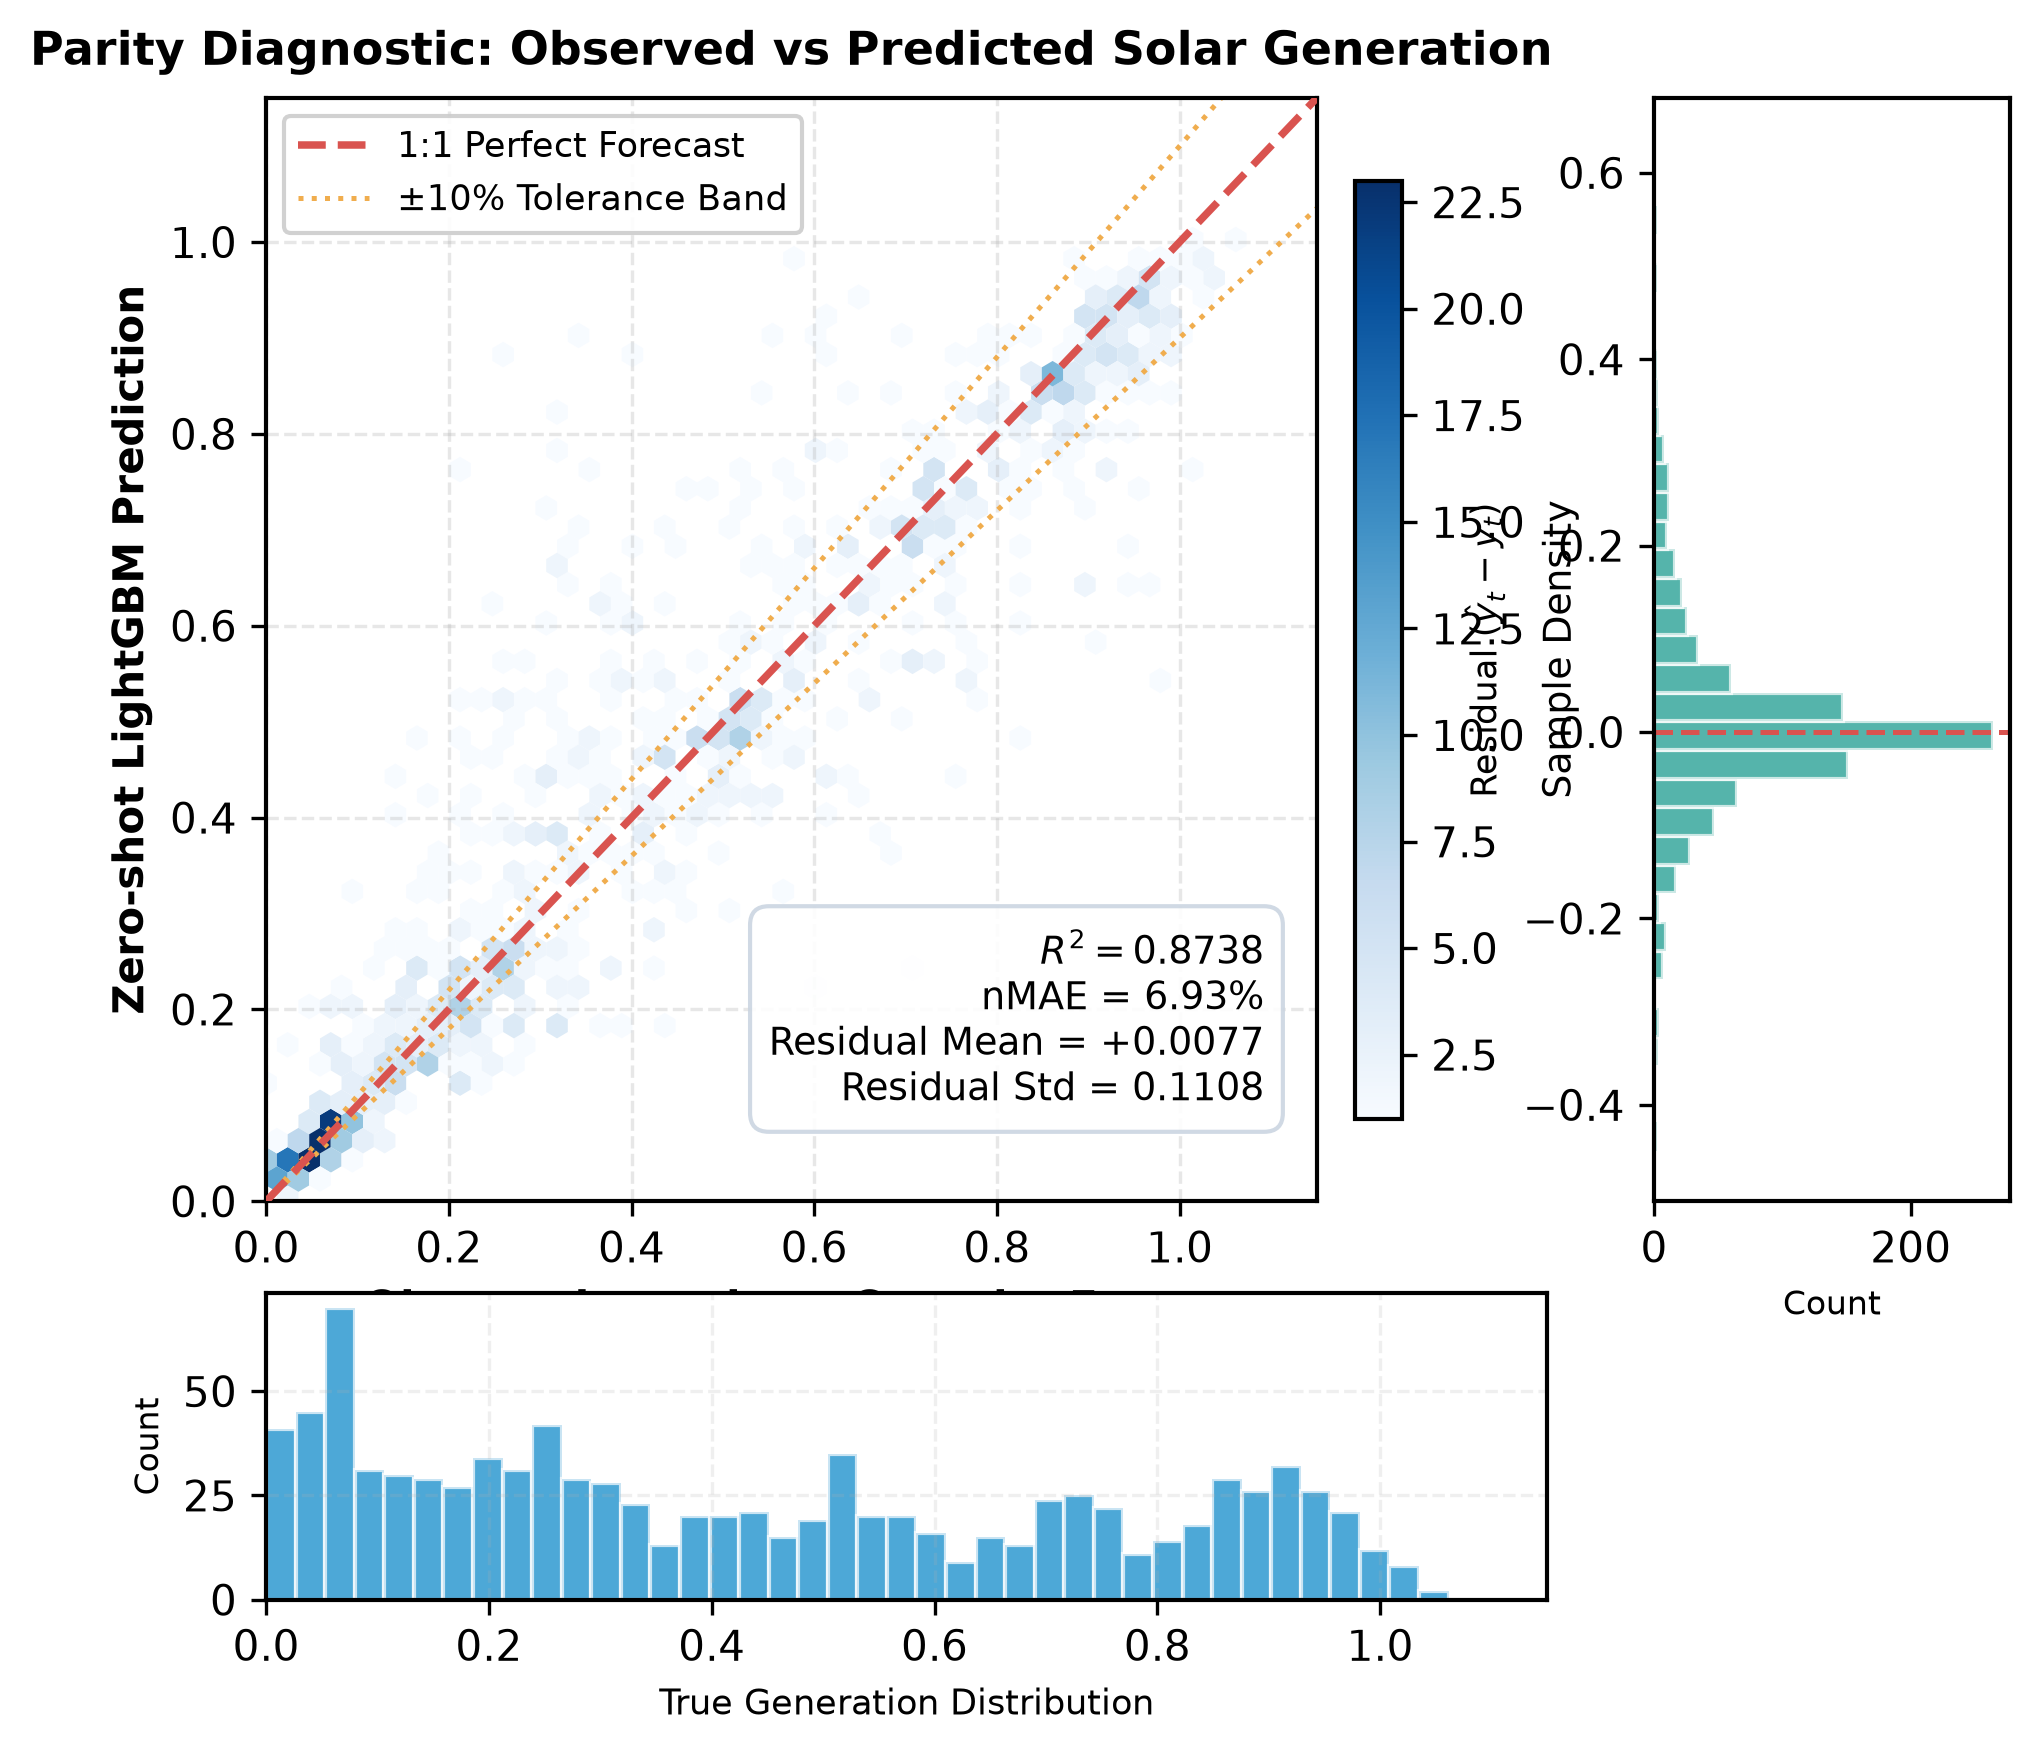 Parity Diagnostic: Observed vs Predicted Solar Generation
1:1 Perfect Forecast
±10% Tolerance Band
Zero-shot LightGBM Prediction
1.0
0.8
0.6
0.4
0.2
0.0
0.0 0.2 0.4 0.6 0.8 1.0
R² = 0.8738
nMAE = 6.93%
Residual Mean = +0.0077
Residual Std = 0.1108
22.5
20.0
17.5
15.0
12.5
10.0
7.5
5.0
2.5
Sample Density
Residual (ŷₜ − yₜ)
0.6
0.4
0.2
0.0
−0.2
−0.4
0 200
Count
Count
50
25
0
0.0 0.2 0.4 0.6 0.8 1.0
True Generation Distribution